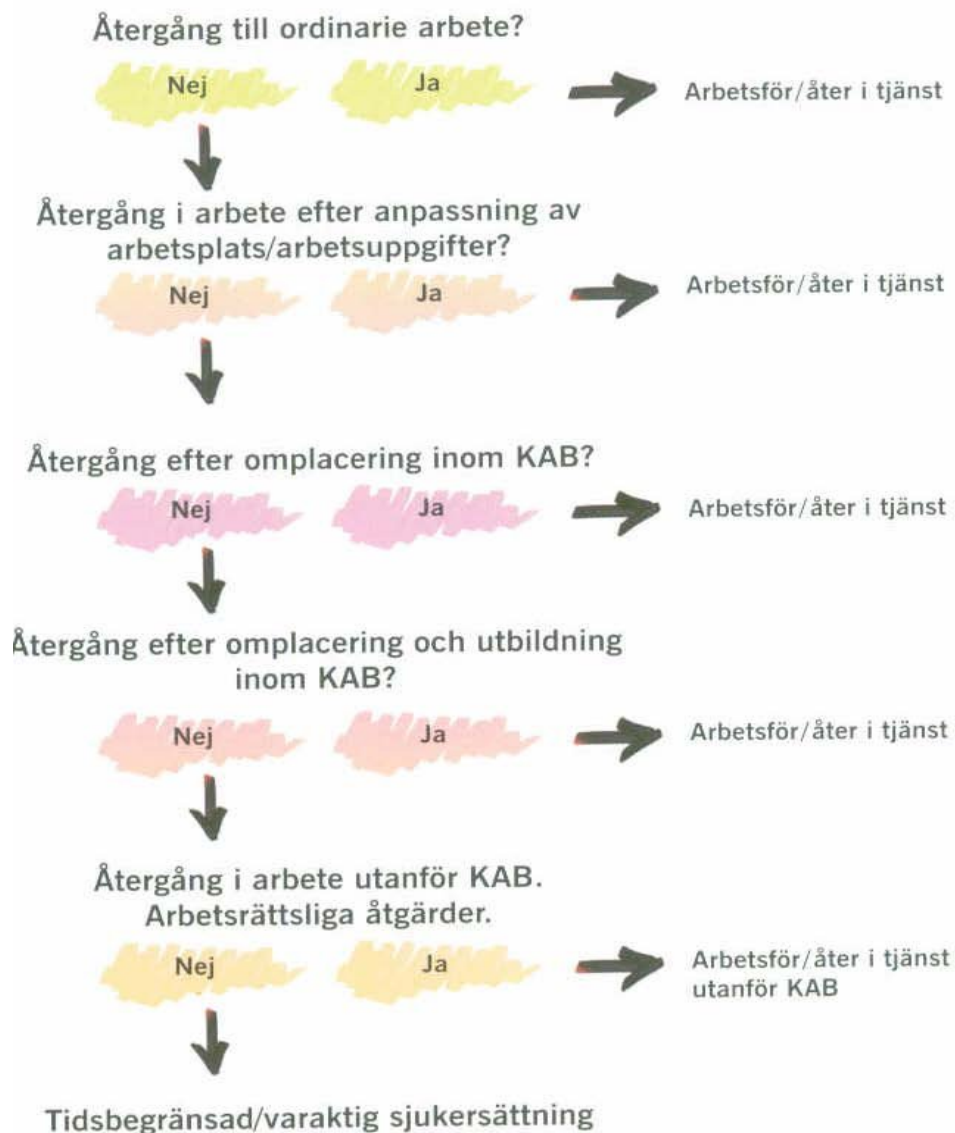 Återgång till ordinarie arbete?
Nej
Ja
Arbetsför/åter i tjänst
Återgång i arbete efter anpassning av
arbetsplats/arbetsuppgifter?
Nej
Ja
Arbetsför/åter i tjänst
Återgång efter omplacering inom KAB?
Nej
Ja
Arbetsför/åter i tjänst
Återgång efter omplacering och utbildning
inom KAB?
Nej
Ja
Arbetsför/åter i tjänst
Återgång i arbete utanför KAB.
Arbetsrättsliga åtgärder.
Nej
Ja
Arbetsför/åter i tjänst
utanför KAB
Tidsbegränsad/varaktig sjukersättning